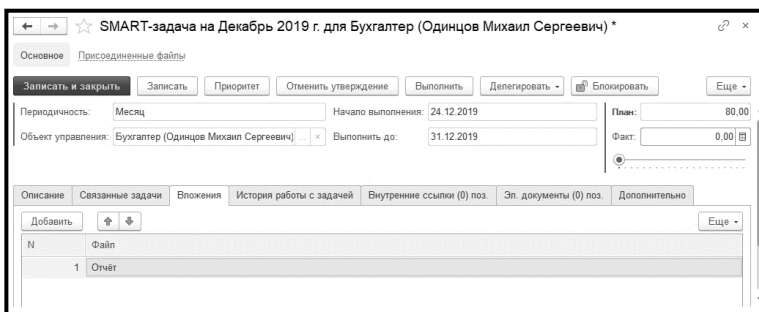 SMART-задача на Декабрь 2019 г. для Бухгалтер (Одинцов Михаил Сергеевич) *
Основное Присоединенные файлы
Записать и закрыть Записать Приоритет Отменить утверждение Выполнить Делегировать Блокировать Еще
Периодичность: Месяц Начало выполнения: 24.12.2019 План: 80,00
Объект управления: Бухгалтер (Одинцов Михаил Сергеевич) ... × Выполнить до: 31.12.2019 Факт: 0,00
Описание Связанные задачи Вложения История работы с задачей Внутренние ссылки (0) поз. Эл. документы (0) поз. Дополнительно
Добавить Еще
N Файл
1 Отчёт